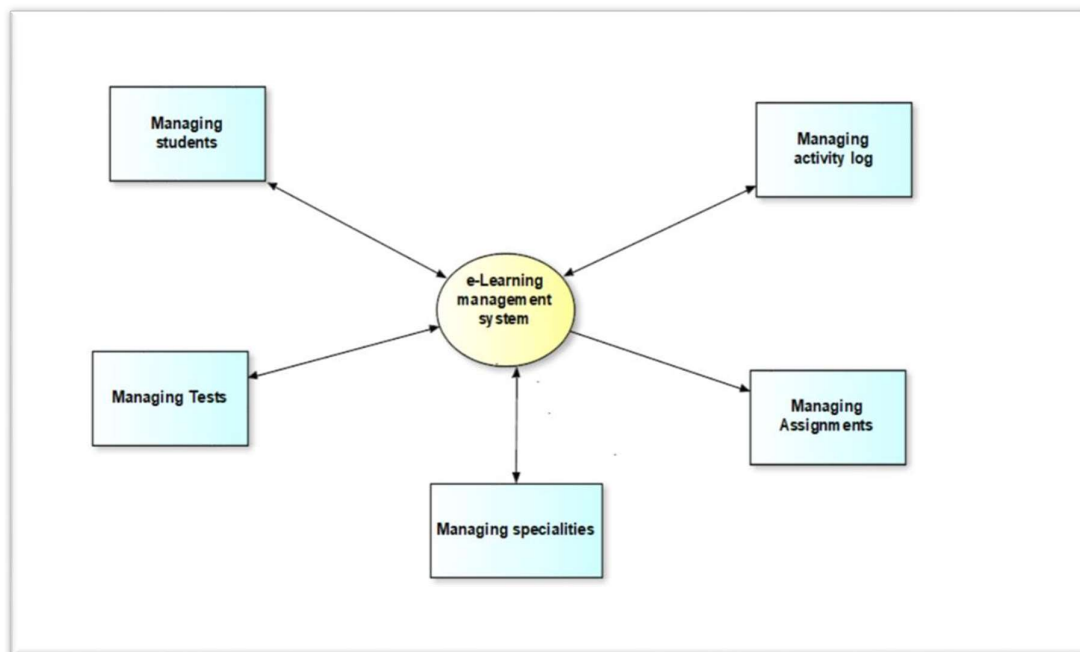 Managing
students
Managing
activity log
e-Learning
management
system
Managing Tests
Managing
Assignments
Managing specialities